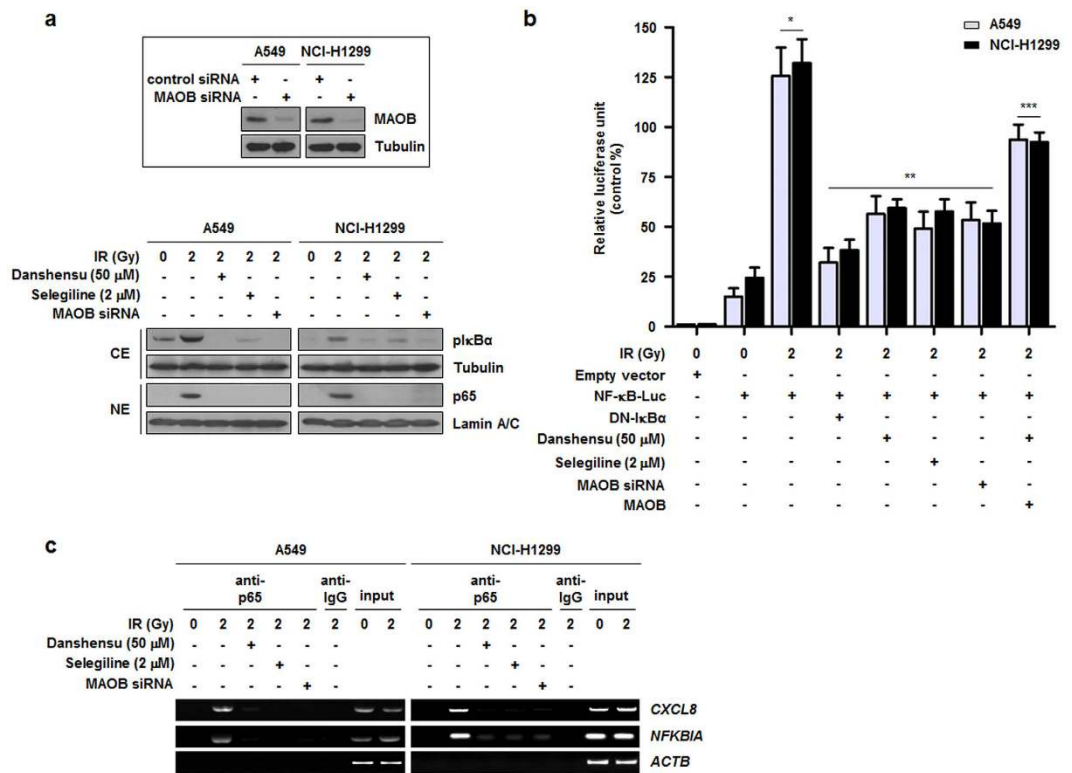 a
A549 NCI-H1299
control siRNA + - + -
MAOB siRNA - + - +
MAOB
Tubulin
A549 NCI-H1299
IR (Gy) 0 2 2 2 2 0 2 2 2 2
Danshensu (50 μM) - - + - - - - + - -
Selegiline (2 μM) - - - + - - - - + -
MAOB siRNA - - - - + - - - - +
CE
pIκBα
Tubulin
NE
p65
Lamin A/C
b
A549
NCI-H1299
Relative luciferase unit
(control %)
150
125
100
75
50
25
0
*
**
***
IR (Gy) 0 0 2 2 2 2 2 2
Empty vector + - - - - - - -
NF-κB-Luc - + + + + + + +
DN-IκBα - - - + - - - -
Danshensu (50 μM) - - - - + - - +
Selegiline (2 μM) - - - - - + - -
MAOB siRNA - - - - - - + -
MAOB - - - - - - - +
c
A549 NCI-H1299
anti-p65 anti-IgG input anti-p65 anti-IgG input
IR (Gy) 0 2 2 2 2 2 0 2 0 2 2 2 2 2 0 2
Danshensu (50 μM) - - + - - - - - + - - -
Selegiline (2 μM) - - - + - - - - - + - -
MAOB siRNA - - - - + - - - - - + -
CXCL8
NFKBIA
ACTB